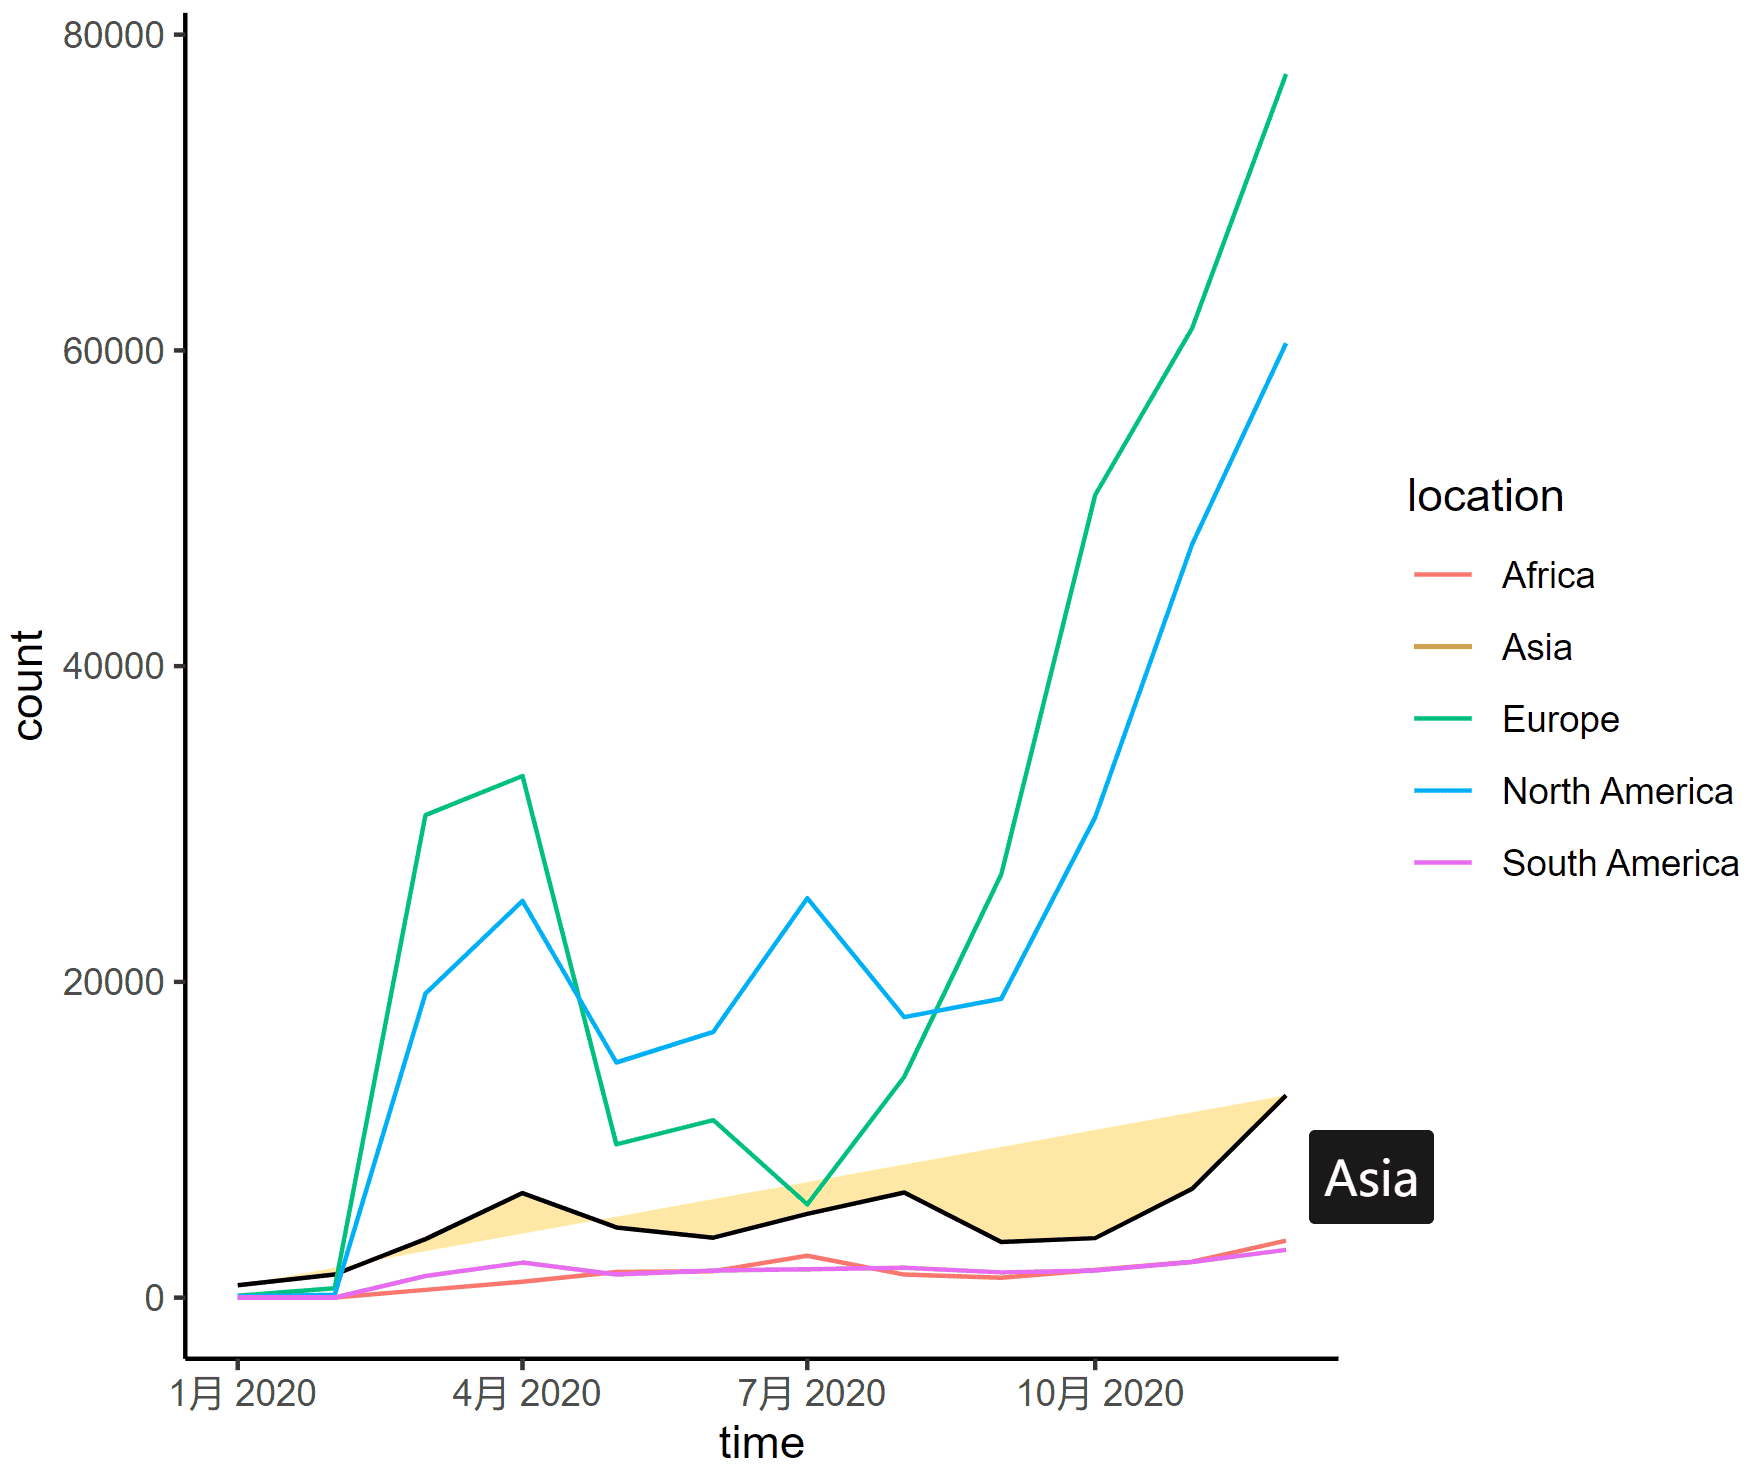 80000
60000
40000
20000
0
count
1月 2020
4月 2020
7月 2020
10月 2020
time
location
Africa
Asia
Europe
North America
South America
Asia